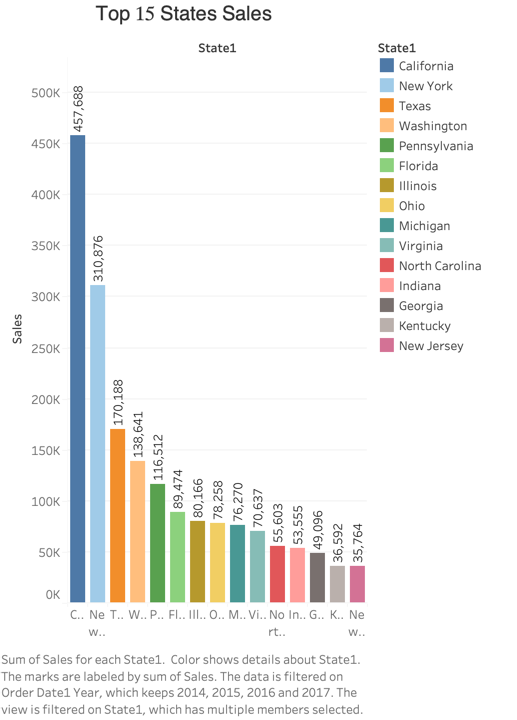 Top 15 States Sales
State1
State1
California
New York
Texas
Washington
Pennsylvania
Florida
Illinois
Ohio
Michigan
Virginia
North Carolina
Indiana
Georgia
Kentucky
New Jersey
Sales
500K
450K
400K
350K
300K
250K
200K
150K
100K
50K
0K
457,688
310,876
170,188
138,641
116,512
89,474
80,166
78,258
76,270
70,637
55,603
53,555
49,096
36,592
35,764
C.. Ne T.. W.. P.. Fl.. Ill.. O.. M.. Vi.. No In.. G.. K.. Ne
w.. rt.. w..
Sum of Sales for each State1. Color shows details about State1.
The marks are labeled by sum of Sales. The data is filtered on
Order Date1 Year, which keeps 2014, 2015, 2016 and 2017. The
view is filtered on State1, which has multiple members selected.